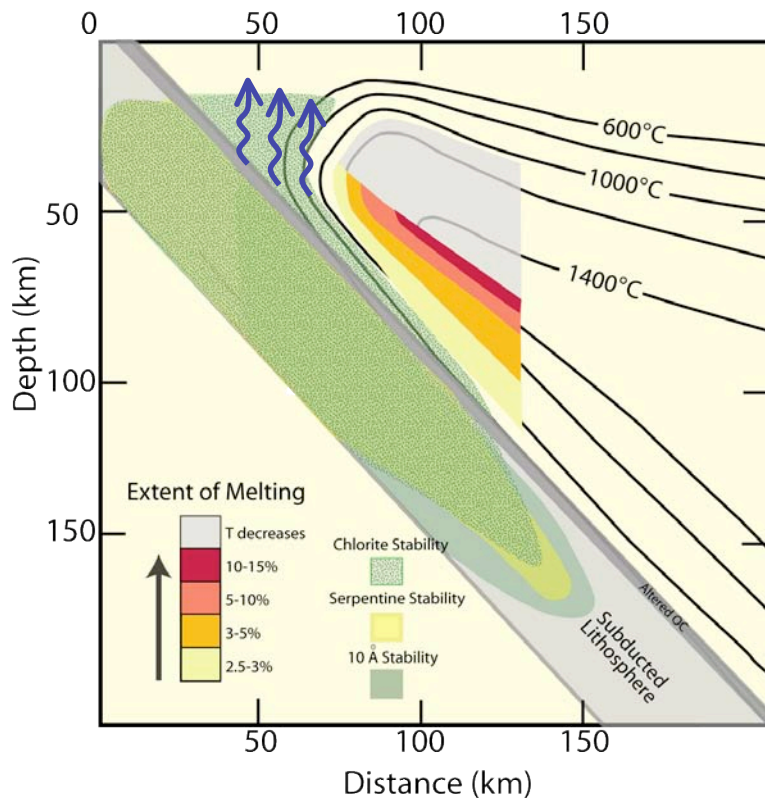 0
50
100
150
600°C
1000°C
1400°C
50
100
150
Depth (km)
Extent of Melting
T decreases
10-15%
5-10%
3-5%
2.5-3%
Chlorite Stability
Serpentine Stability
10 Å Stability
Altered OC
Subducted
Lithosphere
50
100
150
Distance (km)